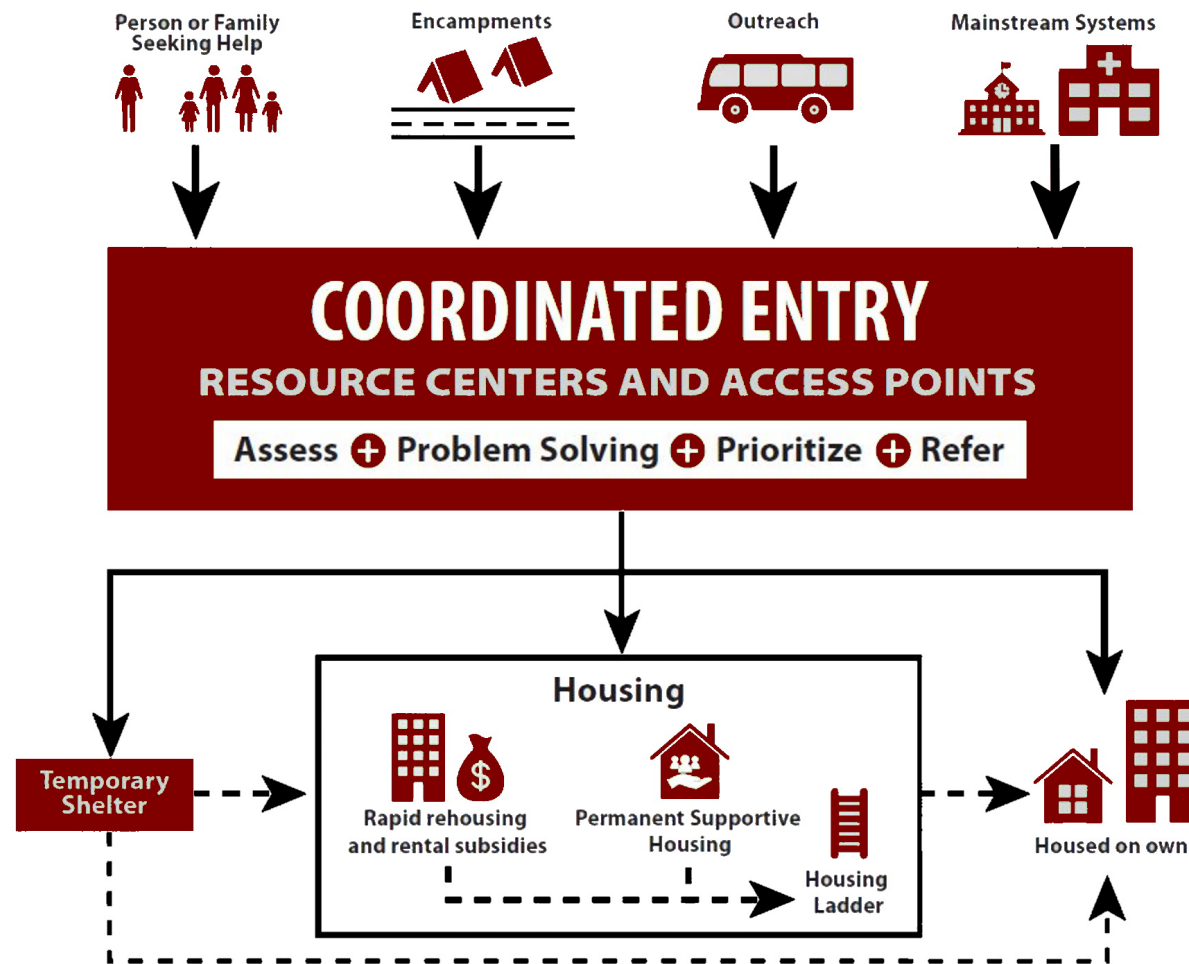 Person or Family
Seeking Help
Encampments
Outreach
Mainstream Systems
$
COORDINATED ENTRY
RESOURCE CENTERS AND ACCESS POINTS
Assess + Problem Solving + Prioritize + Refer
Housing
Temporary
Shelter
$
Rapid rehousing
and rental subsidies
Permanent Supportive
Housing
Housing
Ladder
Housed on own